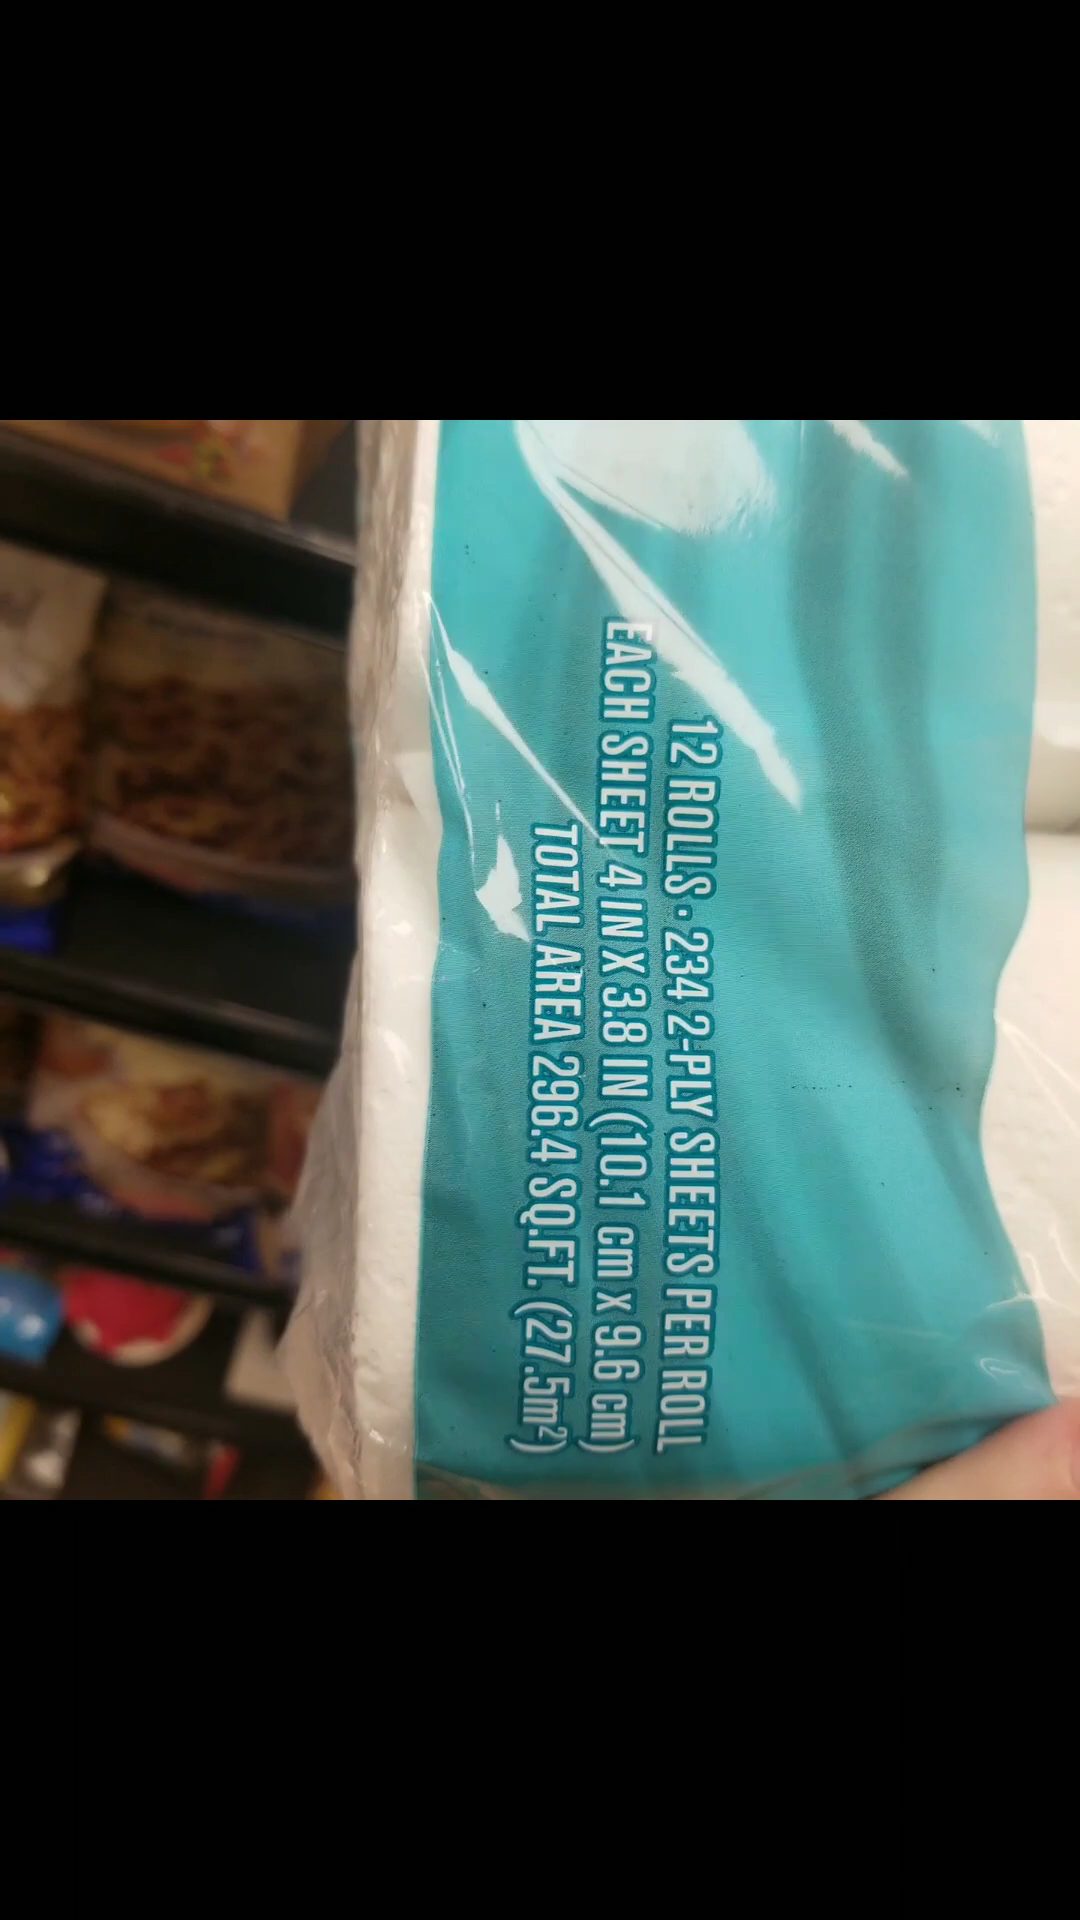 12 ROLLS • 234 2-PLY SHEETS PER ROLL
EACH SHEET 4 IN X 3.8 IN (10.1 cm x 9.6 cm)
TOTAL AREA 296.4 SQ.FT. (27.5m²)